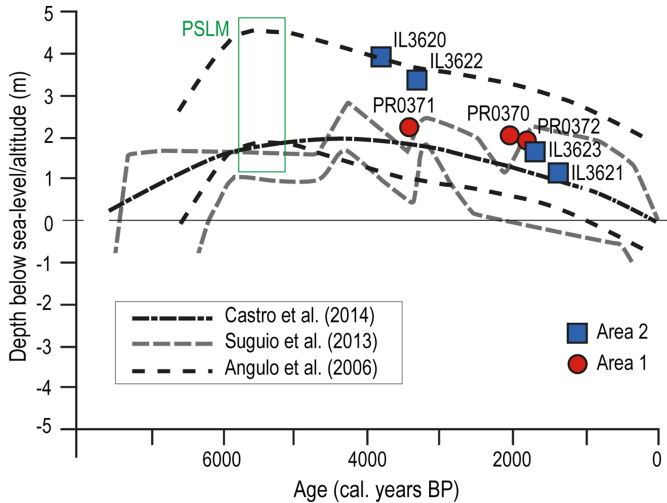 Depth below sea-level/altitude (m)
5
4
3
2
1
0
-1
-2
-3
-4
-5
PSLM
IL3620
IL3622
PR0371
PR0370
PR0372
IL3623
IL3621
Castro et al. (2014)
Suguio et al. (2013)
Angulo et al. (2006)
Area 2
Area 1
6000
4000
2000
0
Age (cal. years BP)